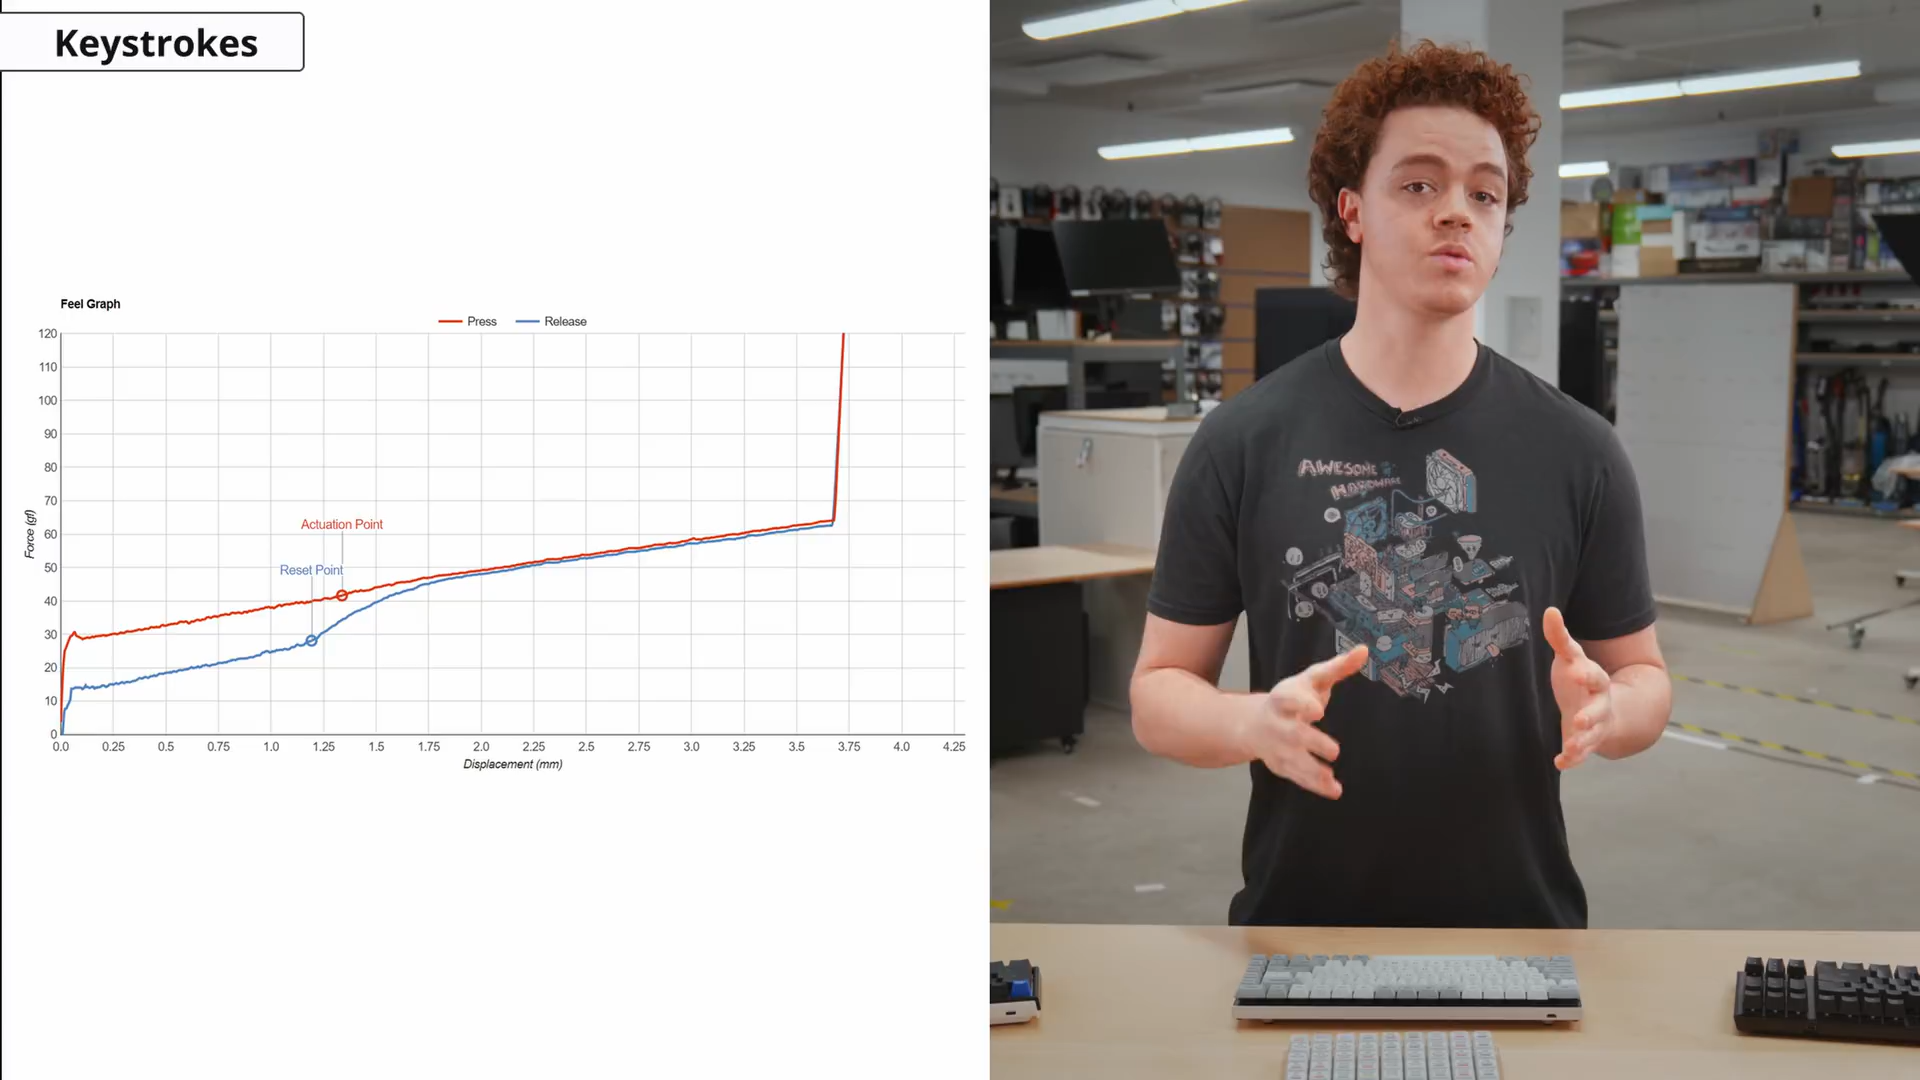 Keystrokes
Feel Graph
Press
Release
120
110
100
90
80
70
60
50
40
30
20
10
0
Force (gf)
Actuation Point
Reset Point
0.0 0.25 0.5 0.75 1.0 1.25 1.5 1.75 2.0 2.25 2.5 2.75 3.0 3.25 3.5 3.75 4.0 4.25
Displacement (mm)
AWESOME
HARDWARE